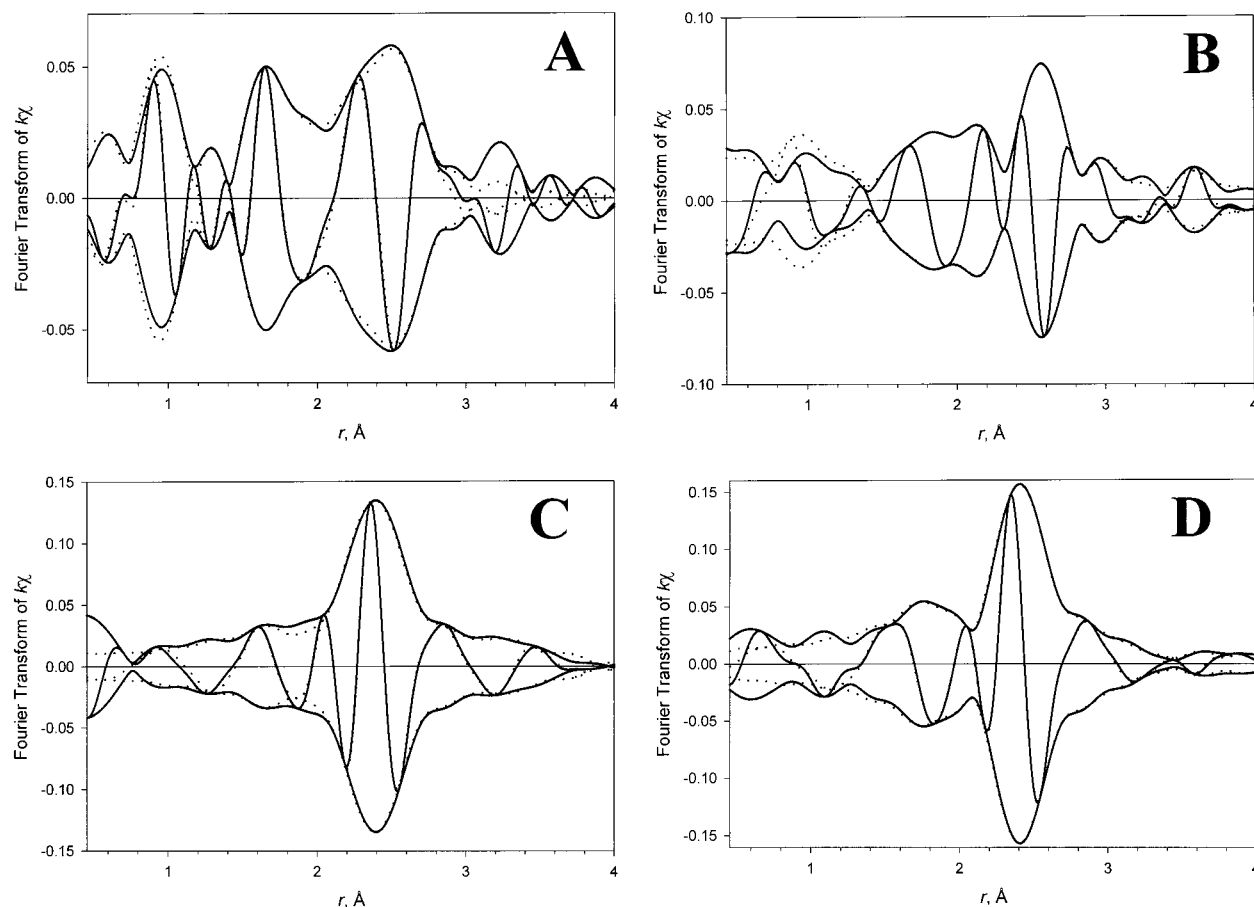 A
Fourier Transform of kχ
0.05
0.00
-0.05
1 2 3 4
r, Å
B
Fourier Transform of kχ
0.10
0.05
0.00
-0.05
-0.10
1 2 3 4
r, Å
C
Fourier Transform of kχ
0.15
0.10
0.05
0.00
-0.05
-0.10
-0.15
1 2 3 4
r, Å
D
Fourier Transform of kχ
0.15
0.10
0.05
0.00
-0.05
-0.10
-0.15
1 2 3 4
r, Å